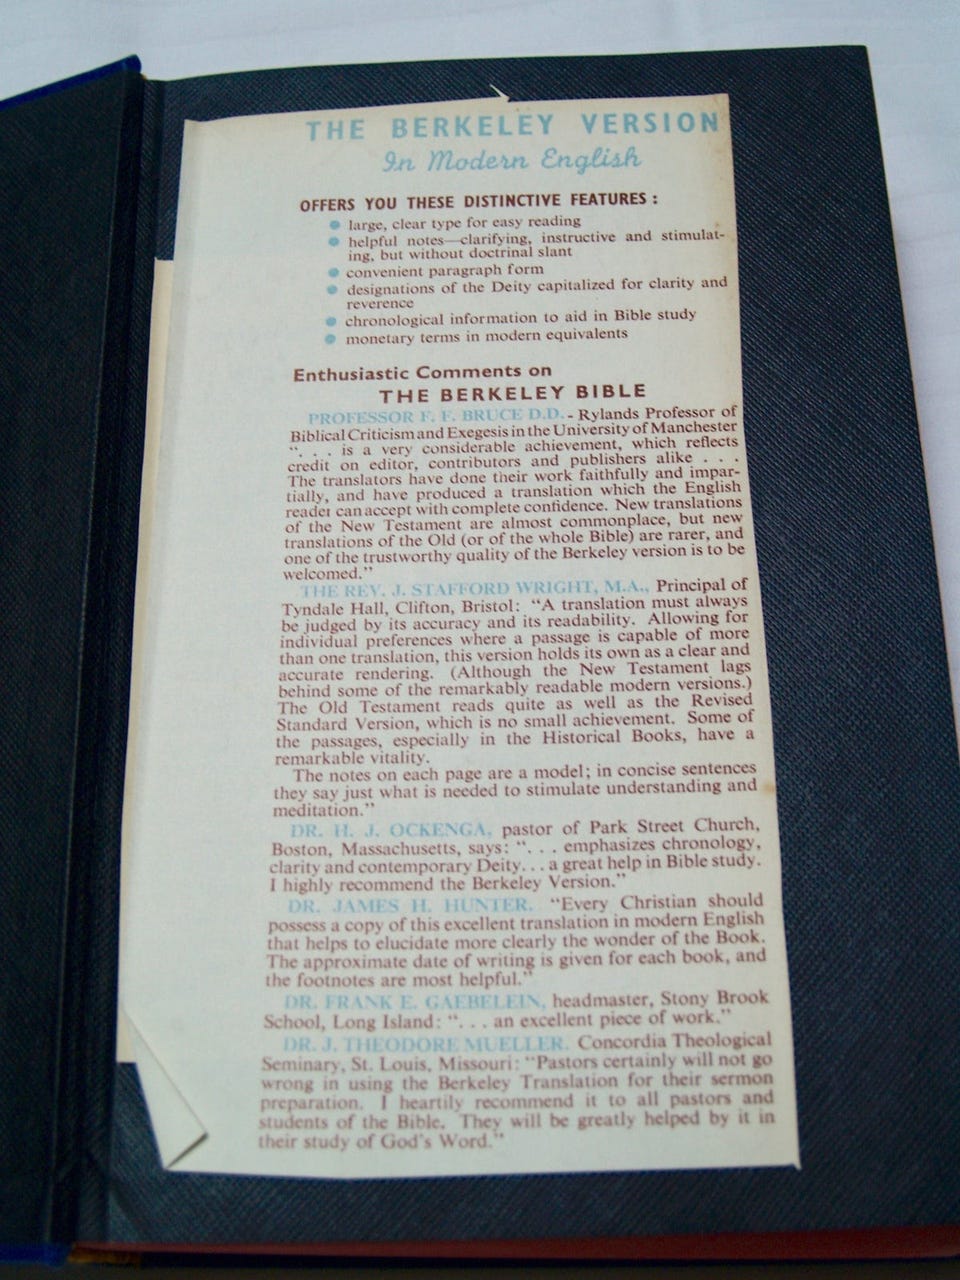 THE BERKELEY VERSION
In Modern English
OFFERS YOU THESE DISTINCTIVE FEATURES:
● large, clear type for easy reading
● helpful notes—clarifying, instructive and stimulat-
ing, but without doctrinal slant
● convenient paragraph form
● designations of the Deity capitalized for clarity and
reverence
● chronological information to aid in Bible study
● monetary terms in modern equivalents
Enthusiastic Comments on
THE BERKELEY BIBLE
PROFESSOR F. F. BRUCE D.D. - Rylands Professor of
Biblical Criticism and Exegesis in the University of Manchester
". . . is a very considerable achievement, which reflects
credit on editor, contributors and publishers alike . . .
The translators have done their work faithfully and impar-
tially, and have produced a translation which the English
reader can accept with complete confidence. New translations
of the New Testament are almost commonplace, but new
translations of the Old (or of the whole Bible) are rarer, and
one of the trustworthy quality of the Berkeley version is to be
welcomed."
THE REV. J. STAFFORD WRIGHT, M.A., Principal of
Tyndale Hall, Clifton, Bristol: "A translation must always
be judged by its accuracy and its readability. Allowing for
individual preferences where a passage is capable of more
than one translation, this version holds its own as a clear and
accurate rendering. (Although the New Testament lags
behind some of the remarkably readable modern versions.)
The Old Testament reads quite as well as the Revised
Standard Version, which is no small achievement. Some of
the passages, especially in the Historical Books, have a
remarkable vitality.
The notes on each page are a model; in concise sentences
they say just what is needed to stimulate understanding and
meditation."
DR. H. J. OCKENGA, pastor of Park Street Church,
Boston, Massachusetts, says: ". . . emphasizes chronology,
clarity and contemporary Deity. . . a great help in Bible study.
I highly recommend the Berkeley Version."
DR. JAMES H. HUNTER. "Every Christian should
possess a copy of this excellent translation in modern English
that helps to elucidate more clearly the wonder of the Book.
The approximate date of writing is given for each book, and
the footnotes are most helpful."
DR. FRANK E. GAEBELEIN, headmaster, Stony Brook
School, Long Island: ". . . an excellent piece of work."
DR. J. THEODORE MUELLER. Concordia Theological
Seminary, St. Louis, Missouri: "Pastors certainly will not go
wrong in using the Berkeley Translation for their sermon
preparation. I heartily recommend it to all pastors and
students of the Bible. They will be greatly helped by it in
their study of God's Word."